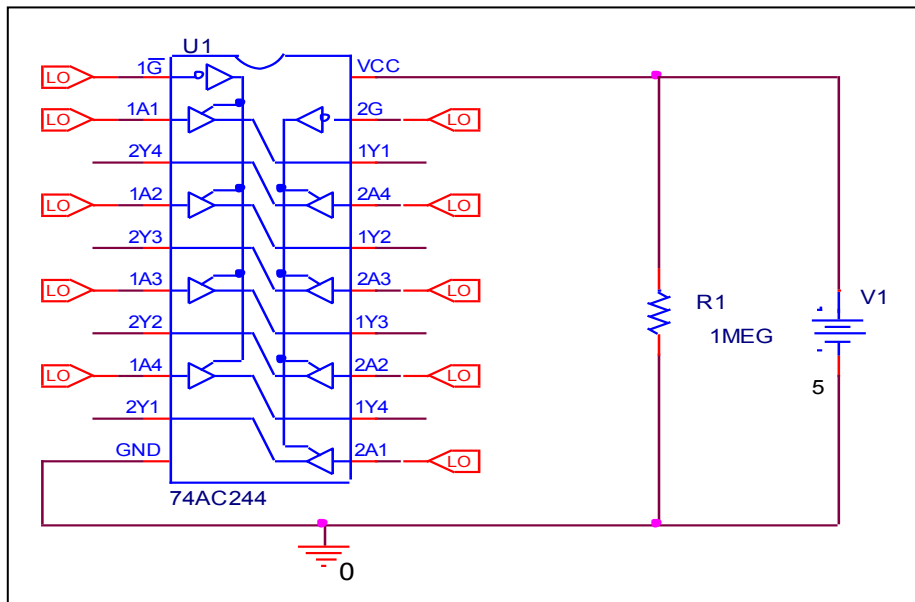 U1
LO 1G̅ VCC
LO 1A1 2G LO
2Y4 1Y1
LO 1A2 2A4 LO
2Y3 1Y2
LO 1A3 2A3 LO
2Y2 1Y3
LO 1A4 2A2 LO
2Y1 1Y4
GND 2A1 LO
74AC244
R1
1MEG
V1
5
0